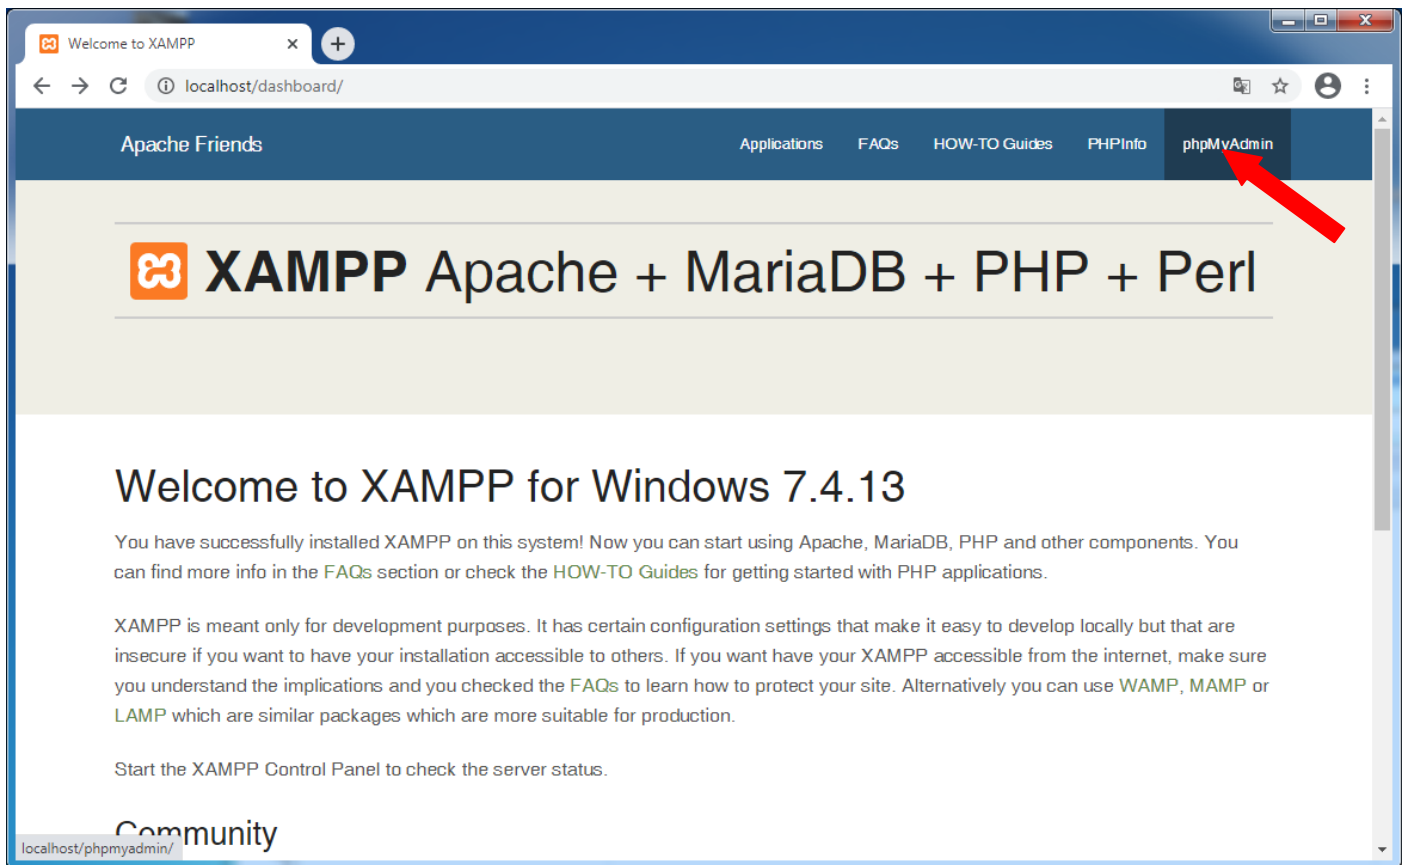 Welcome to XAMPP
localhost/dashboard/
Apache Friends
Applications FAQs HOW-TO Guides PHPInfo phpMyAdmin
XAMPP Apache + MariaDB + PHP + Perl
Welcome to XAMPP for Windows 7.4.13
You have successfully installed XAMPP on this system! Now you can start using Apache, MariaDB, PHP and other components. You
can find more info in the FAQs section or check the HOW-TO Guides for getting started with PHP applications.
XAMPP is meant only for development purposes. It has certain configuration settings that make it easy to develop locally but that are
insecure if you want to have your installation accessible to others. If you want have your XAMPP accessible from the internet, make sure
you understand the implications and you checked the FAQs to learn how to protect your site. Alternatively you can use WAMP, MAMP or
LAMP which are similar packages which are more suitable for production.
Start the XAMPP Control Panel to check the server status.
Community
localhost/phpmyadmin/